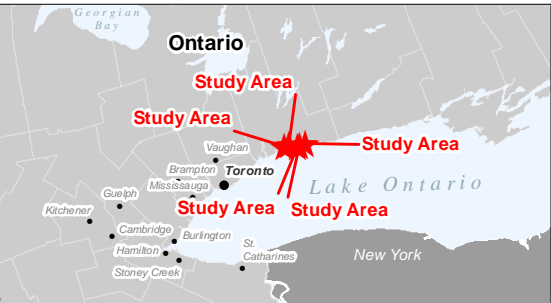 Georgian
Bay
Ontario
Study Area
Study Area
Study Area
Vaughan
Brampton
Toronto
Mississauga
Lake Ontario
Guelph
Kitchener
Study Area
Study Area
Cambridge
Burlington
Hamilton
St.
Catharines
Stoney Creek
New York